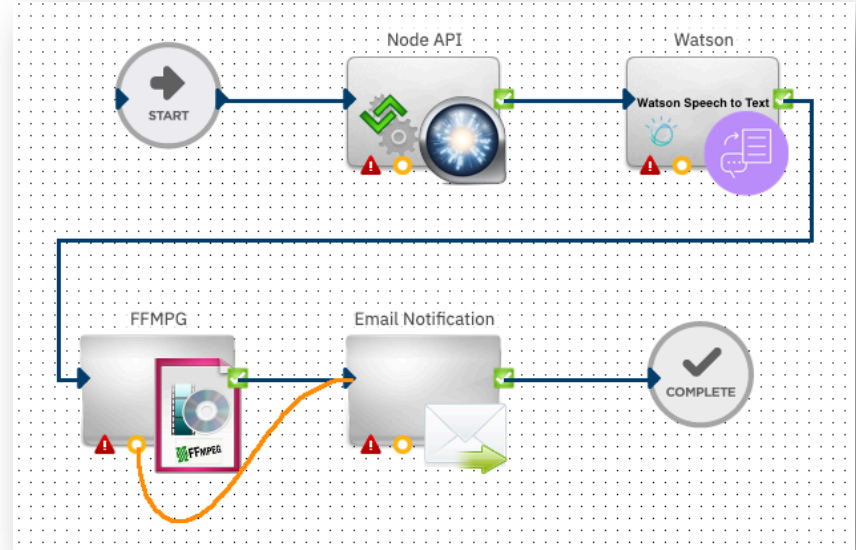 Node API
Watson
START
Watson Speech to Text
FFMPG
Email Notification
FFMPEG
COMPLETE